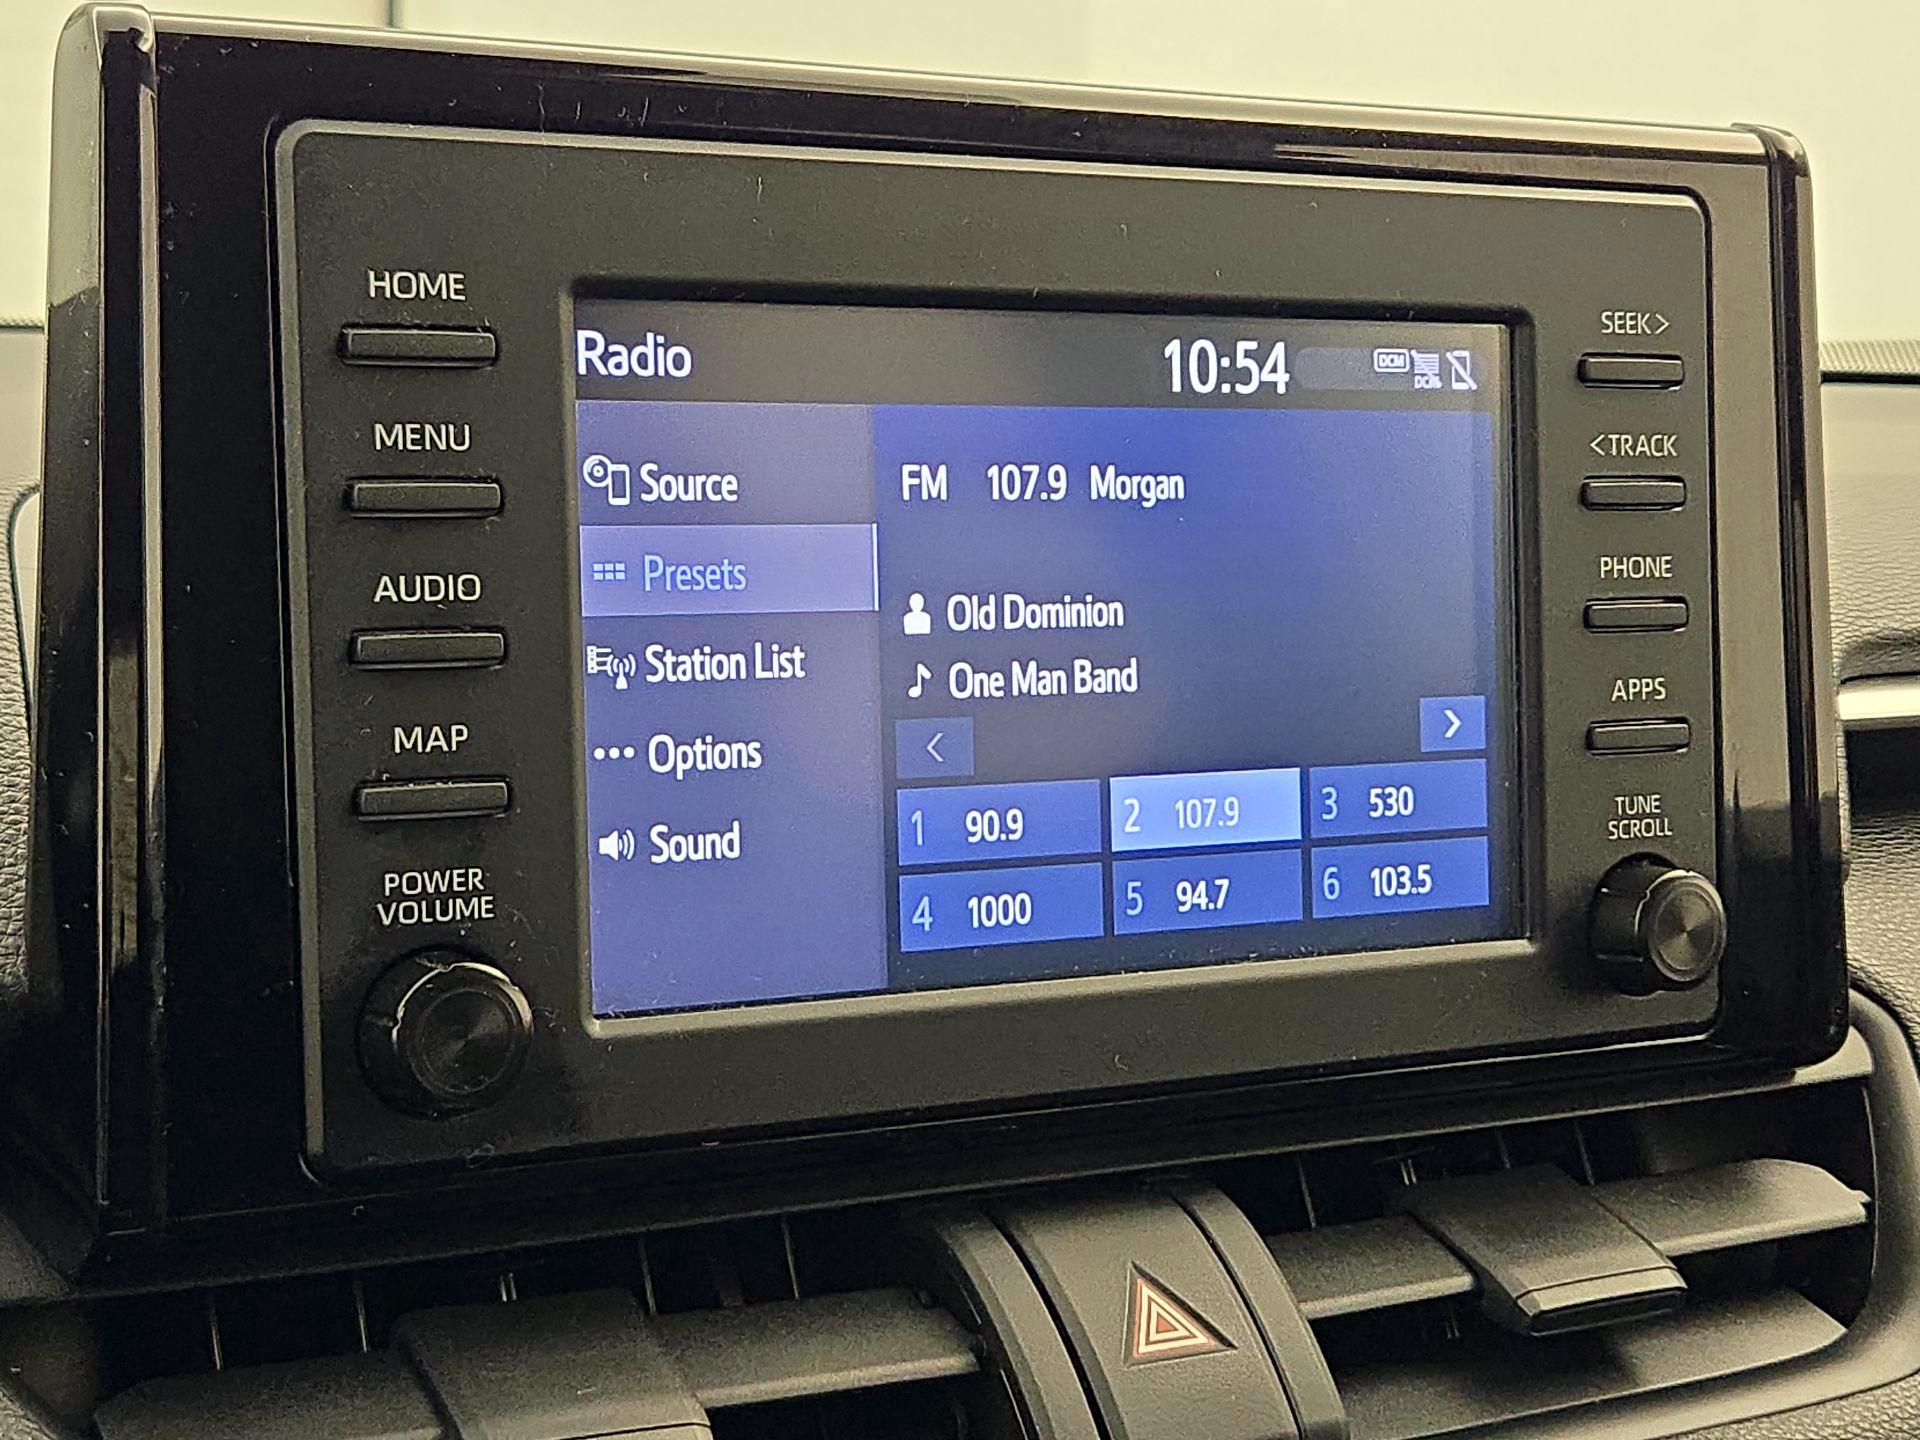 HOME
MENU
AUDIO
MAP
POWER
VOLUME
Radio
10:54
DCM
DCM
Source
Presets
Station List
Options
Sound
FM 107.9 Morgan
Old Dominion
One Man Band
< >
1 90.9 2 107.9 3 530
4 1000 5 94.7 6 103.5
SEEK>
<TRACK
PHONE
APPS
TUNE
SCROLL